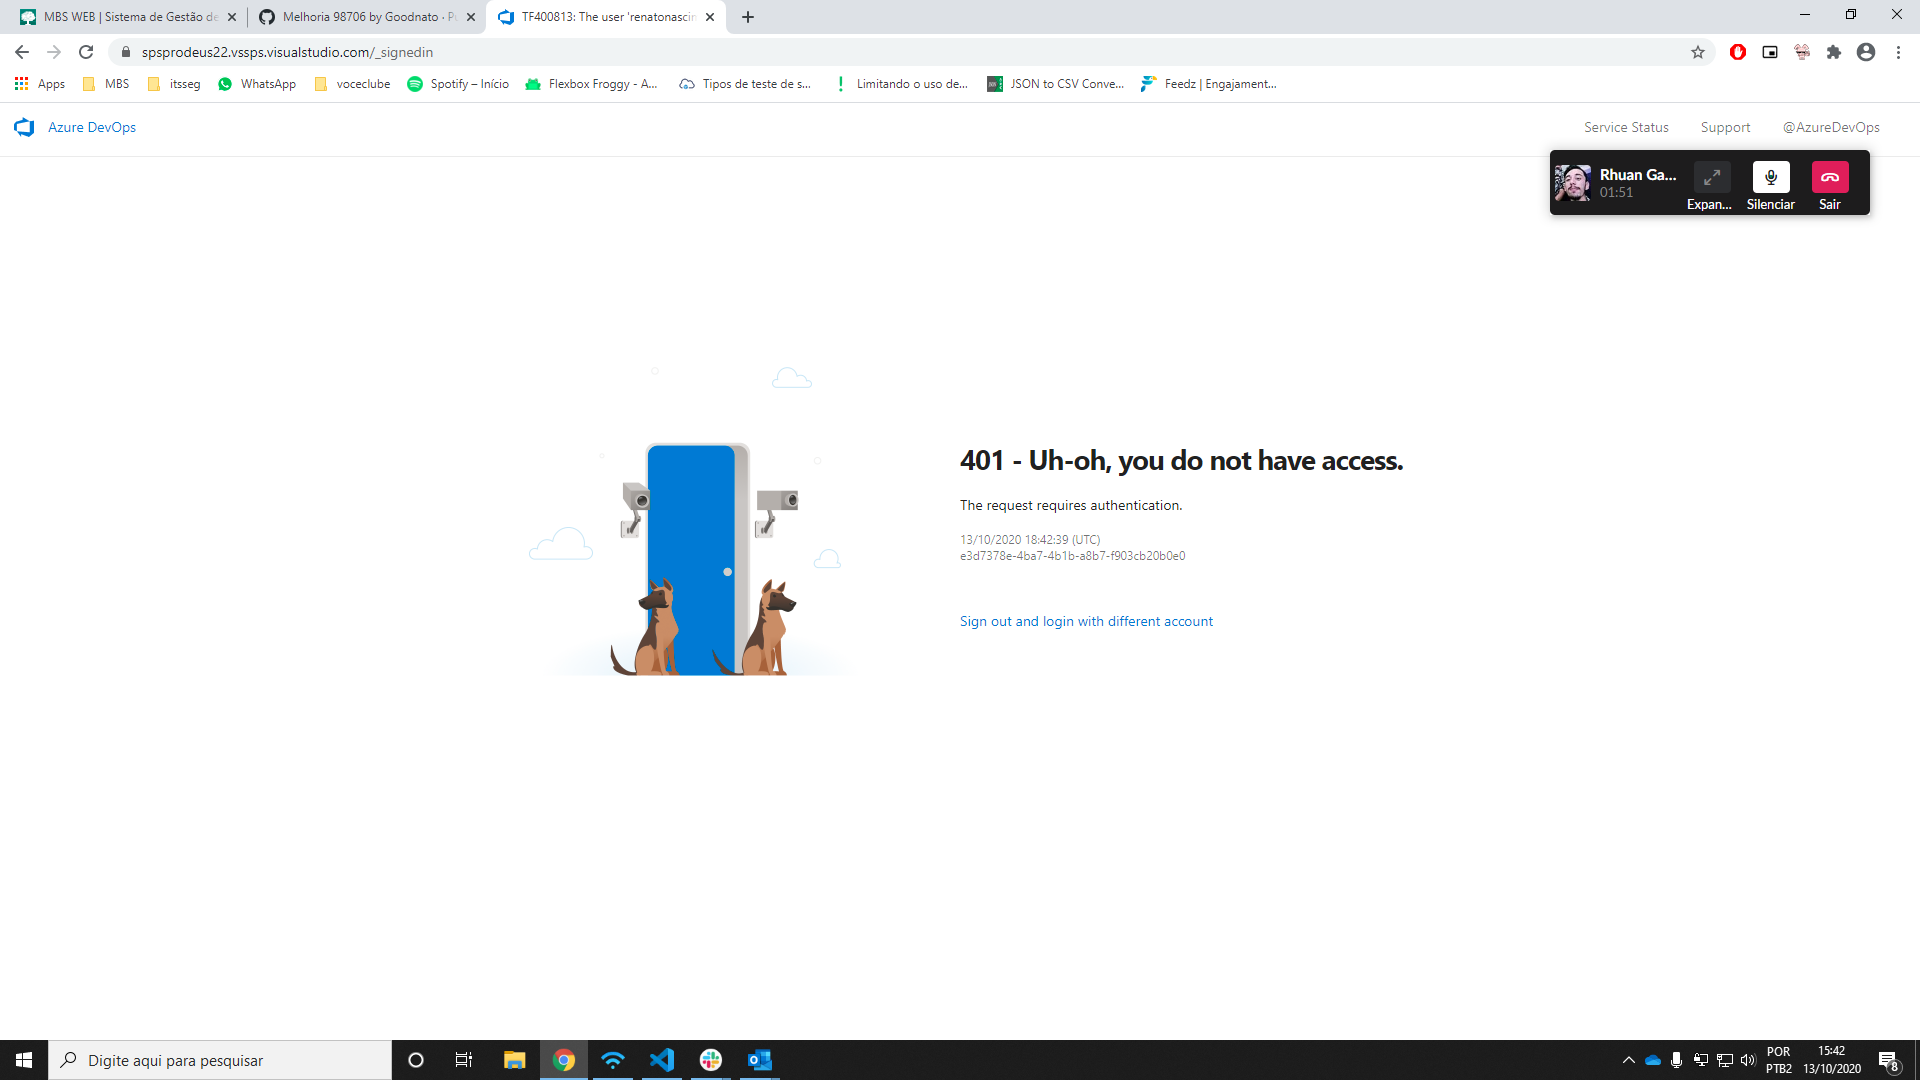 MBS WEB | Sistema de Gestão de
Melhoria 98706 by Goodnato · Pu
TF400813: The user 'renatonascin
spsprodeus22.vssps.visualstudio.com/_signedin
Apps
MBS
itsseg
WhatsApp
voceclube
Spotify – Início
Flexbox Froggy - A...
Tipos de teste de s...
Limitando o uso de...
JSON to CSV Conve...
Feedz | Engajament...
Azure DevOps
Service Status
Support
@AzureDevOps
Rhuan Ga...
01:51
Expan...
Silenciar
Sair
401 - Uh-oh, you do not have access.
The request requires authentication.
13/10/2020 18:42:39 (UTC)
e3d7378e-4ba7-4b1b-a8b7-f903cb20b0e0
Sign out and login with different account
Digite aqui para pesquisar
POR
PTB2
15:42
13/10/2020
8